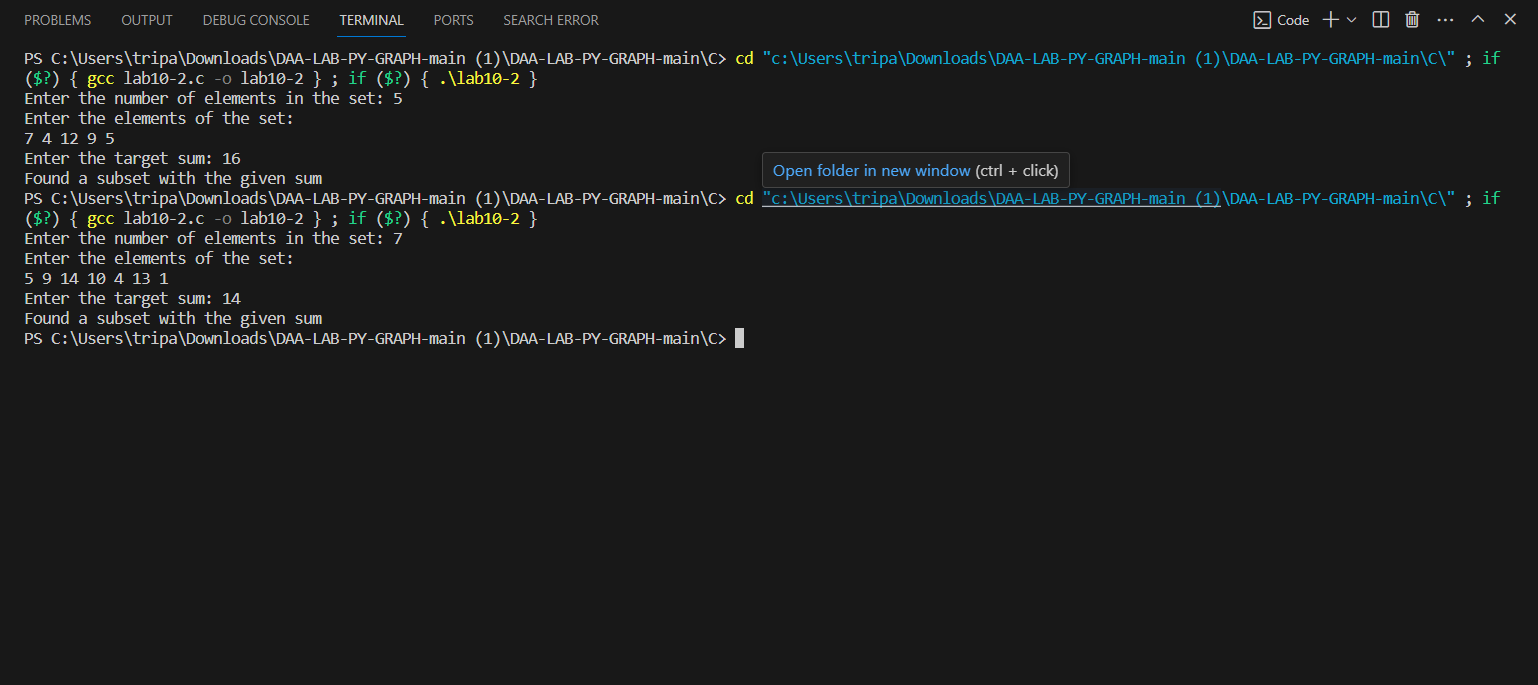 PROBLEMS OUTPUT DEBUG CONSOLE TERMINAL PORTS SEARCH ERROR Code
PS C:\Users\tripa\Downloads\DAA-LAB-PY-GRAPH-main (1)\DAA-LAB-PY-GRAPH-main\C> cd "c:\Users\tripa\Downloads\DAA-LAB-PY-GRAPH-main (1)\DAA-LAB-PY-GRAPH-main\C\" ; if
($?) { gcc lab10-2.c -o lab10-2 } ; if ($?) { .\lab10-2 }
Enter the number of elements in the set: 5
Enter the elements of the set:
7 4 12 9 5
Enter the target sum: 16
Found a subset with the given sum
Open folder in new window (ctrl + click)
PS C:\Users\tripa\Downloads\DAA-LAB-PY-GRAPH-main (1)\DAA-LAB-PY-GRAPH-main\C> cd "c:\Users\tripa\Downloads\DAA-LAB-PY-GRAPH-main (1)\DAA-LAB-PY-GRAPH-main\C\" ; if
($?) { gcc lab10-2.c -o lab10-2 } ; if ($?) { .\lab10-2 }
Enter the number of elements in the set: 7
Enter the elements of the set:
5 9 14 10 4 13 1
Enter the target sum: 14
Found a subset with the given sum
PS C:\Users\tripa\Downloads\DAA-LAB-PY-GRAPH-main (1)\DAA-LAB-PY-GRAPH-main\C>